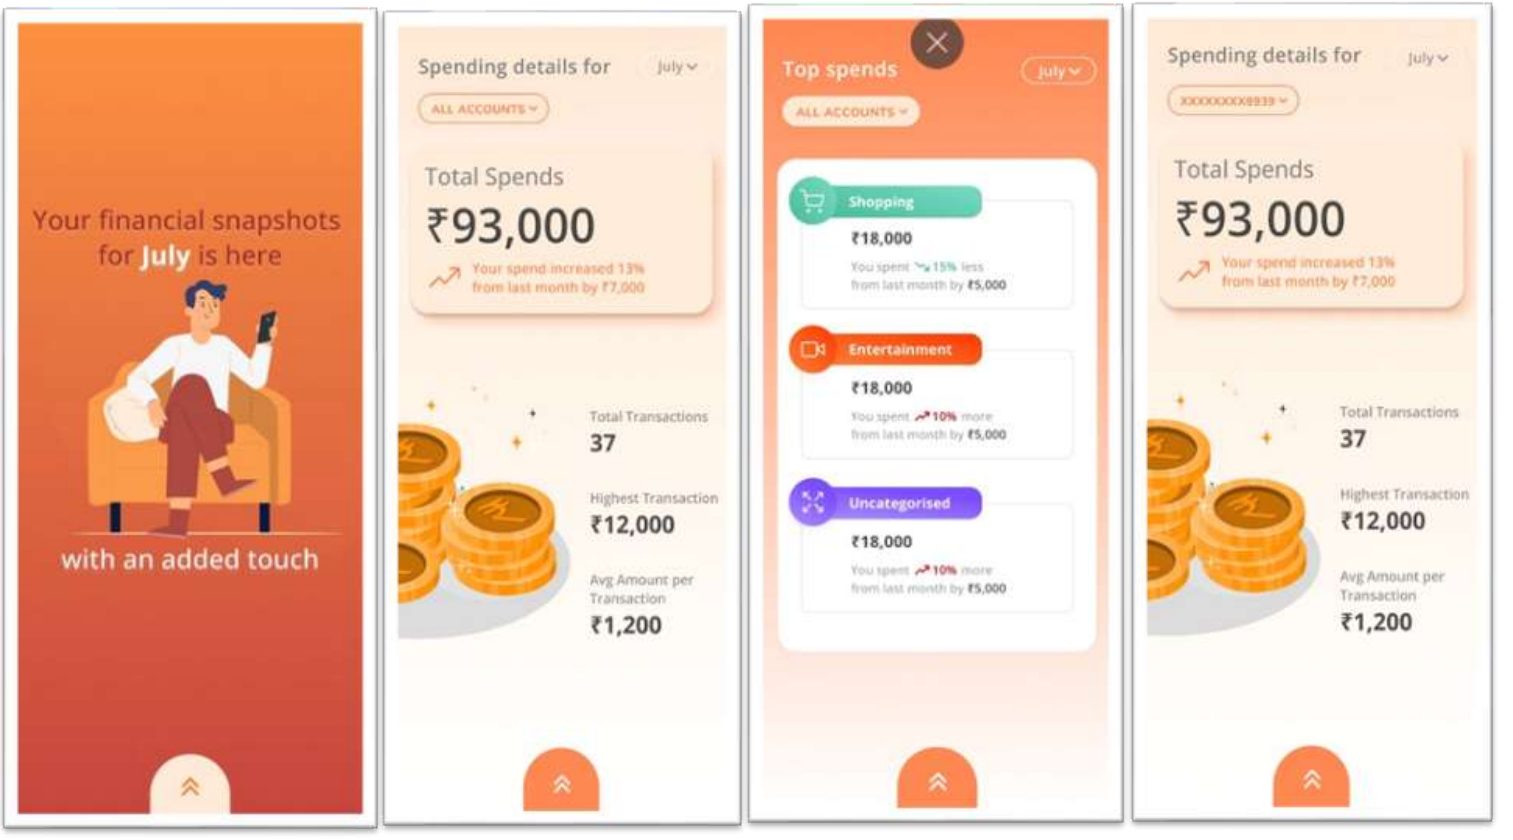 Your financial snapshots
for July is here
with an added touch
Spending details for
July
ALL ACCOUNTS
Total Spends
₹93,000
Your spend increased 13%
from last month by ₹7,000
Total Transactions
37
Highest Transaction
₹12,000
Avg Amount per
Transaction
₹1,200
Top spends
July
ALL ACCOUNTS
Shopping
₹18,000
You spent 15% less
from last month by ₹5,000
Entertainment
₹18,000
You spent 10% more
from last month by ₹5,000
Uncategorised
₹18,000
You spent 10% more
from last month by ₹5,000
Spending details for
July
Total Spends
₹93,000
Your spend increased 13%
from last month by ₹7,000
Total Transactions
37
Highest Transaction
₹12,000
Avg Amount per
Transaction
₹1,200